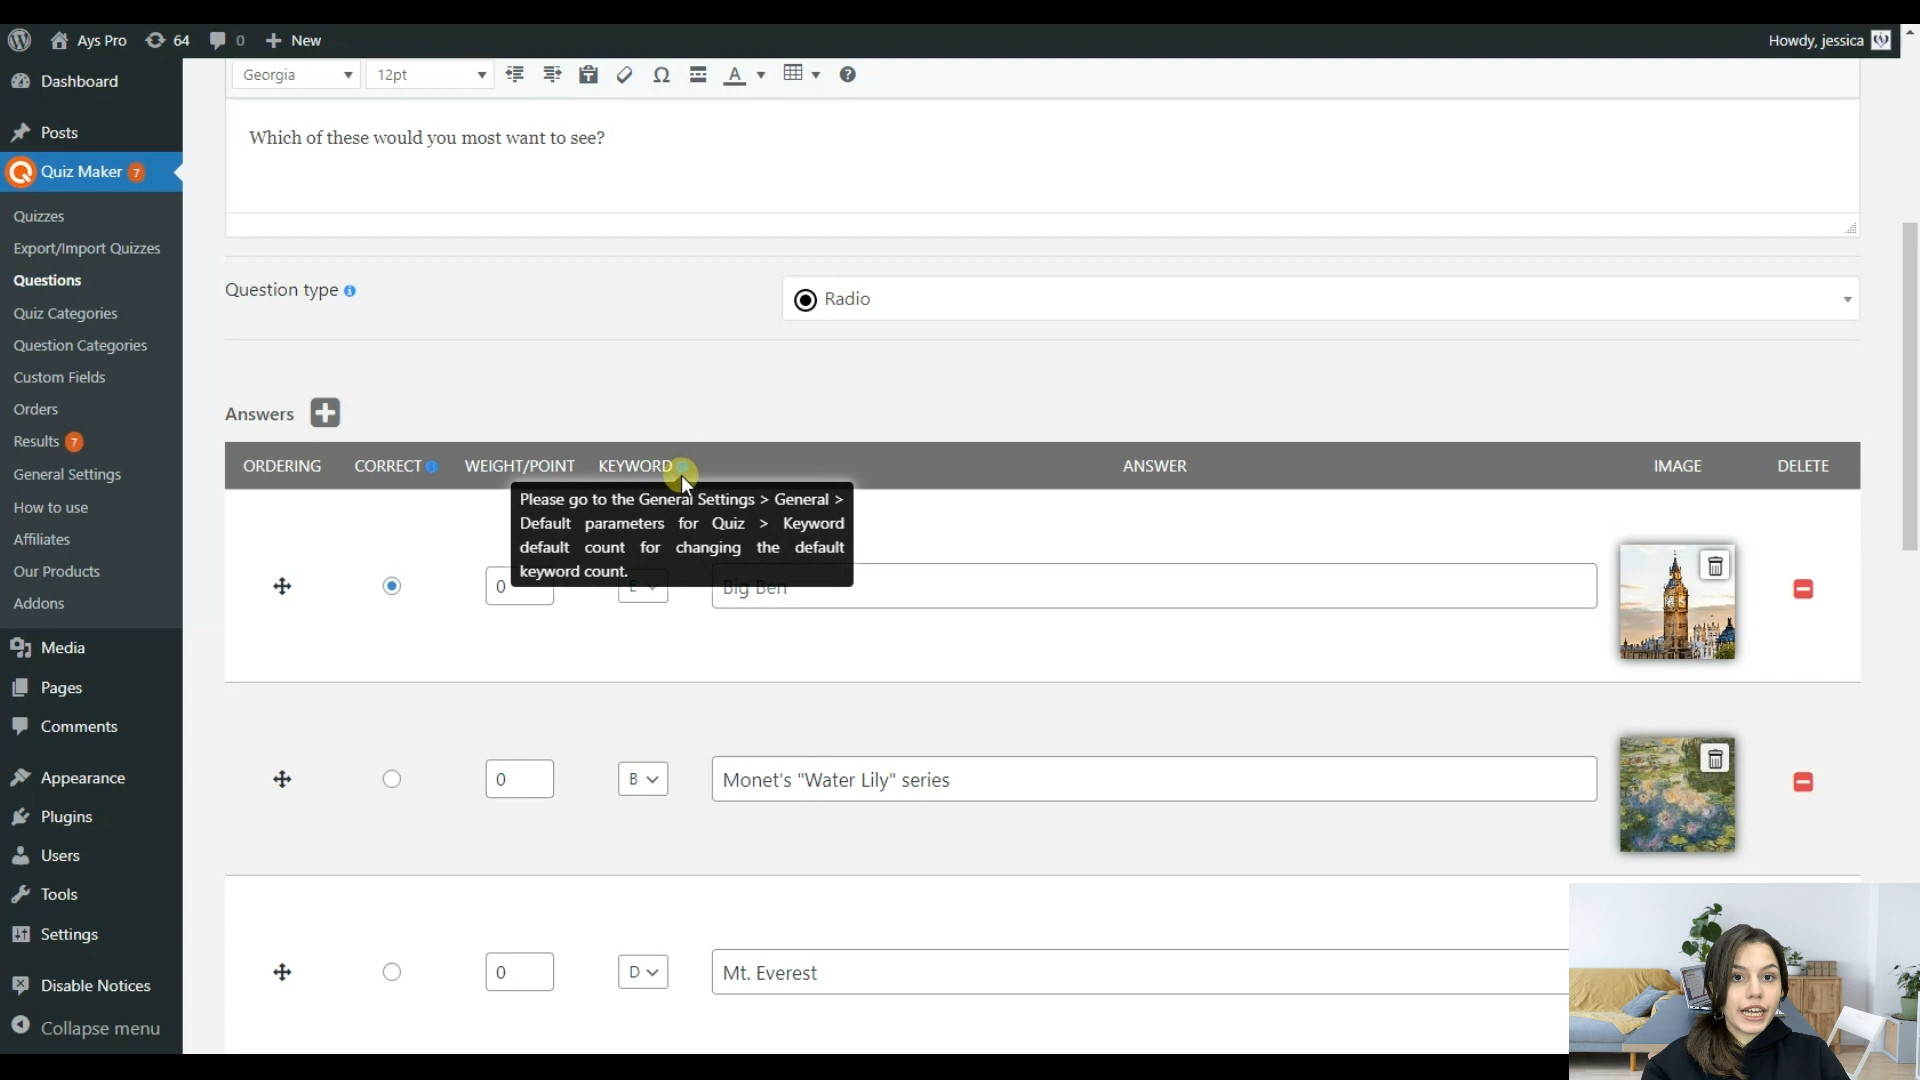 Ays Pro 64 0 New
Howdy, jessica
Dashboard
Posts
Quiz Maker 7
Quizzes
Export/Import Quizzes
Questions
Quiz Categories
Question Categories
Custom Fields
Orders
Results 7
General Settings
How to use
Affiliates
Our Products
Addons
Media
Pages
Comments
Appearance
Plugins
Users
Tools
Settings
Disable Notices
Collapse menu
Georgia 12pt
Which of these would you most want to see?
Question type
Radio
Answers
ORDERING CORRECT WEIGHT/POINT KEYWORD ANSWER IMAGE DELETE
Please go to the General Settings > General >
Default parameters for Quiz > Keyword
default count for changing the default
keyword count.
0 E Big Ben
0 B Monet's "Water Lily" series
0 D Mt. Everest